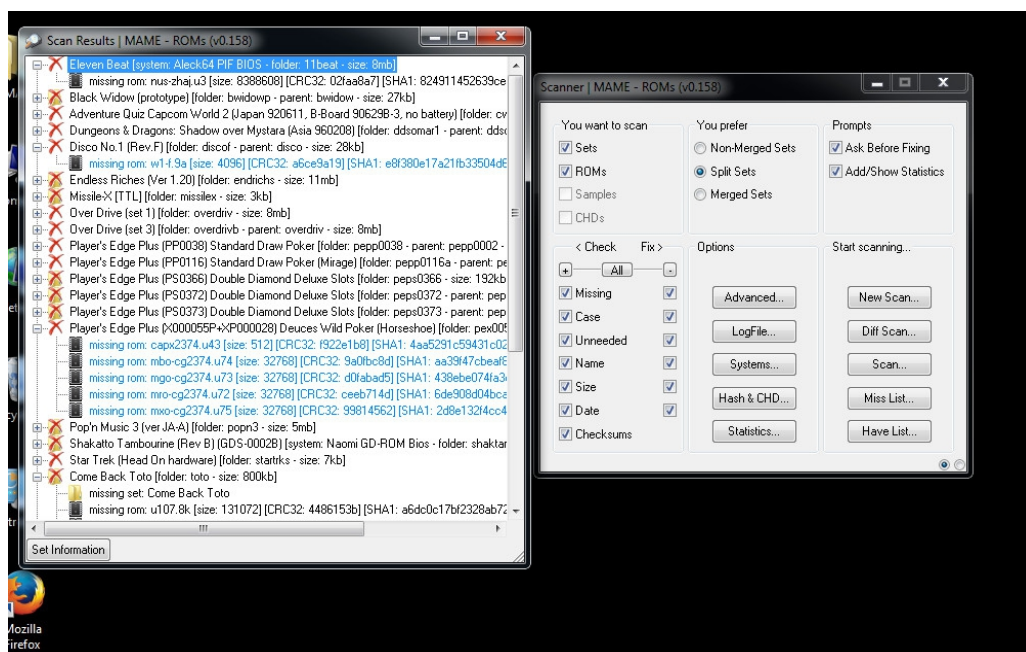 Scan Results | MAME - ROMs (v0.158)
Eleven Beat [system: Aleck64 PIF BIOS - folder: 11beat - size: 8mb]
missing rom: nus-zhaj.u3 [size: 8388608] [CRC32: 02faa8a7] [SHA1: 824911452639ce
Black Widow (prototype) [folder: bwidowp - parent: bwidow - size: 27kb]
Adventure Quiz Capcom World 2 (Japan 920611, B-Board 90629B-3, no battery) [folder: cw
Dungeons & Dragons: Shadow over Mystara (Asia 960208) [folder: ddsomar1 - parent: ddso
Disco No.1 (Rev.F) [folder: discof - parent: disco - size: 28kb]
missing rom: w1-f.9a [size: 4096] [CRC32: a6ce9a19] [SHA1: e8f380e17a21fb33504d6
Endless Riches (Ver 1.20) [folder: endrichs - size: 11mb]
Missile-X [TTL] [folder: missilex - size: 3kb]
Over Drive (set 1) [folder: overdriv - size: 8mb]
Over Drive (set 3) [folder: overdrivb - parent: overdriv - size: 8mb]
Player's Edge Plus (PP0038) Standard Draw Poker [folder: pepp0038 - parent: pepp0002 -
Player's Edge Plus (PP0116) Standard Draw Poker (Mirage) [folder: pepp0116a - parent: pe
Player's Edge Plus (PS0366) Double Diamond Deluxe Slots [folder: peps0366 - size: 192kb
Player's Edge Plus (PS0372) Double Diamond Deluxe Slots [folder: peps0372 - parent: pep
Player's Edge Plus (PS0373) Double Diamond Deluxe Slots [folder: peps0373 - parent: pep
Player's Edge Plus (X000055P+XP000028) Deuces Wild Poker (Horseshoe) [folder: pex005
missing rom: capx2374.u43 [size: 512] [CRC32: f922e1b8] [SHA1: 4aa5291c59431c02
missing rom: mbo-cg2374.u74 [size: 32768] [CRC32: 9a0fbc8d] [SHA1: aa39f47cbeaf8
missing rom: mgo-cg2374.u73 [size: 32768] [CRC32: d0fabad5] [SHA1: 438ebe074fa3
missing rom: mro-cg2374.u72 [size: 32768] [CRC32: ceeb714d] [SHA1: 6de908d04bca
missing rom: mxo-cg2374.u75 [size: 32768] [CRC32: 99814562] [SHA1: 2d8e132f4cc4
Pop'n Music 3 (ver JA-A) [folder: popn3 - size: 5mb]
Shakatto Tambourine (Rev B) (GDS-0002B) [system: Naomi GD-ROM Bios - folder: shaktar
Star Trek (Head On hardware) [folder: startrks - size: 7kb]
Come Back Toto [folder: toto - size: 800kb]
missing set: Come Back Toto
missing rom: u107.8k [size: 131072] [CRC32: 4486153b] [SHA1: a6dc0c17bf2328ab72
Set Information
Scanner | MAME - ROMs (v0.158)
You want to scan
Sets
ROMs
Samples
CHDs
You prefer
Non-Merged Sets
Split Sets
Merged Sets
Prompts
Ask Before Fixing
Add/Show Statistics
< Check Fix >
+ All -
Missing
Case
Unneeded
Name
Size
Date
Checksums
Options
Advanced...
LogFile...
Systems...
Hash & CHD...
Statistics...
Start scanning...
New Scan...
Diff Scan...
Scan...
Miss List...
Have List...
Mozilla
Firefox